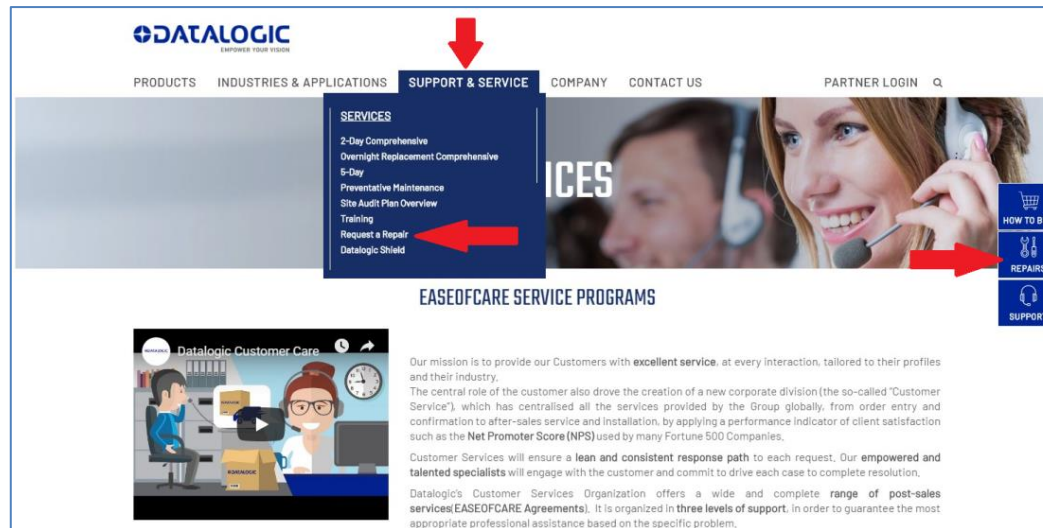 DATALOGIC
EMPOWER YOUR VISION
PRODUCTS INDUSTRIES & APPLICATIONS SUPPORT & SERVICE COMPANY CONTACT US PARTNER LOGIN
SERVICES
2-Day Comprehensive
Overnight Replacement Comprehensive
5-Day
Preventative Maintenance
Site Audit Plan Overview
Training
Request a Repair
Datalogic Shield
ICES
HOW TO B
REPAIRS
SUPPORT
EASEOFCARE SERVICE PROGRAMS
DATALOGIC
Datalogic Customer Care
DATALOGIC
Our mission is to provide our Customers with excellent service, at every interaction, tailored to their profiles
and their industry.
The central role of the customer also drove the creation of a new corporate division (the so-called "Customer
Service"), which has centralised all the services provided by the Group globally, from order entry and
confirmation to after-sales service and Installation, by applying a performance indicator of client satisfaction
such as the Net Promoter Score (NPS) used by many Fortune 500 Companies.
Customer Services will ensure a lean and consistent response path to each request. Our empowered and
talented specialists will engage with the customer and commit to drive each case to complete resolution.
Datalogic's Customer Services Organization offers a wide and complete range of post-sales
services(EASEOFCARE Agreements). It is organized in three levels of support, in order to guarantee the most
appropriate professional assistance based on the specific problem.